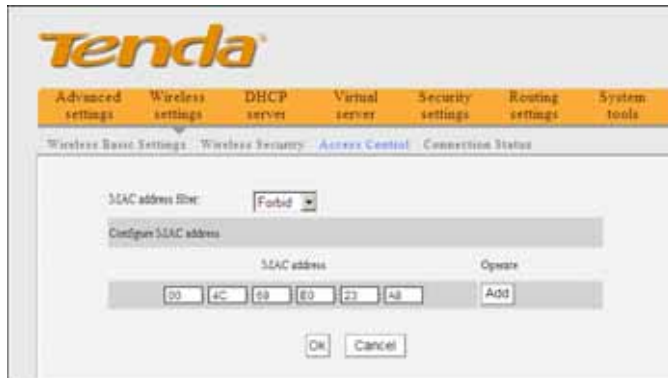 Tenda
Advanced settings Wireless settings DHCP server Virtual server Security settings Routing settings System tools
Wireless Basic Settings Wireless Security Access Control Connection Status
MAC address filter: Forbid
Configure MAC address
MAC address Operate
00 : 4C : 69 : E0 : 23 : A8 Add
Ok Cancel